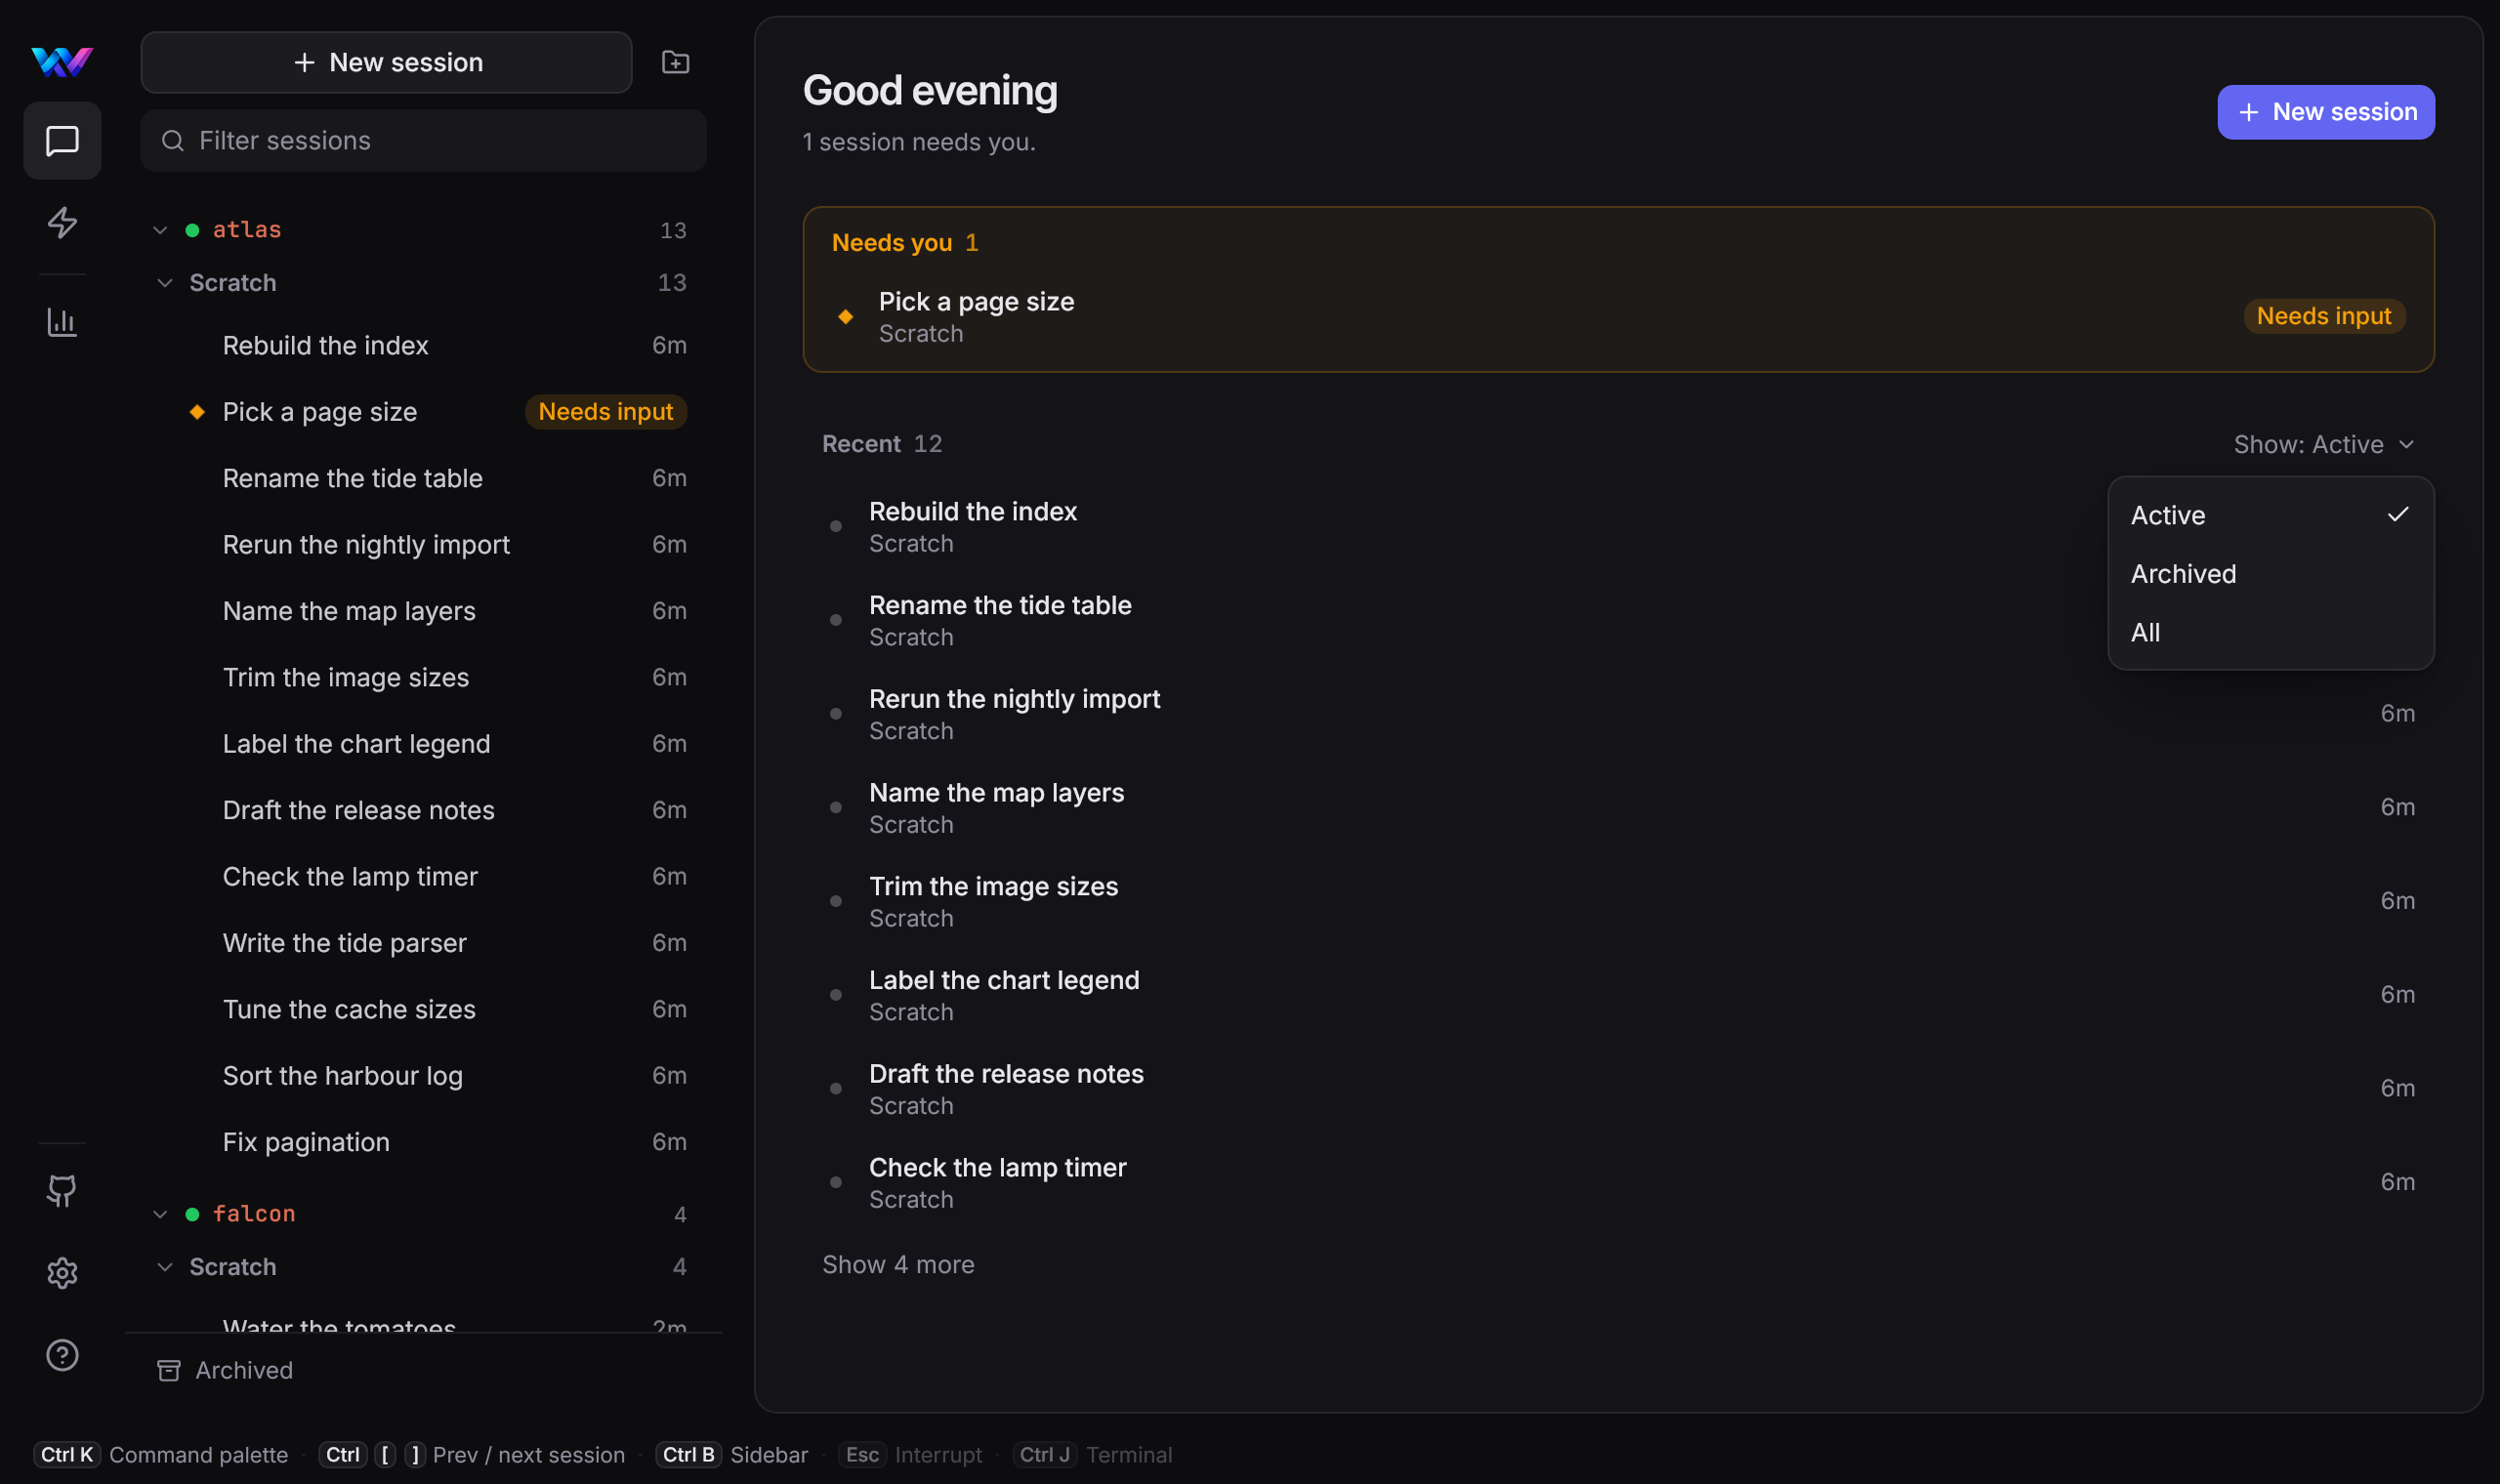 New session
Filter sessions
atlas 13
Scratch 13
Rebuild the index 6m
Pick a page size Needs input
Rename the tide table 6m
Rerun the nightly import 6m
Name the map layers 6m
Trim the image sizes 6m
Label the chart legend 6m
Draft the release notes 6m
Check the lamp timer 6m
Write the tide parser 6m
Tune the cache sizes 6m
Sort the harbour log 6m
Fix pagination 6m
falcon 4
Scratch 4
Water the tomatoes 2m
Archived
Good evening
1 session needs you.
New session
Needs you 1
Pick a page size
Scratch
Needs input
Recent 12
Show: Active
Active
Archived
All
Rebuild the index
Scratch
Rename the tide table
Scratch
Rerun the nightly import
Scratch
6m
Name the map layers
Scratch
6m
Trim the image sizes
Scratch
6m
Label the chart legend
Scratch
6m
Draft the release notes
Scratch
6m
Check the lamp timer
Scratch
6m
Show 4 more
Ctrl K Command palette · Ctrl [ ] Prev / next session · Ctrl B Sidebar · Esc Interrupt · Ctrl J Terminal